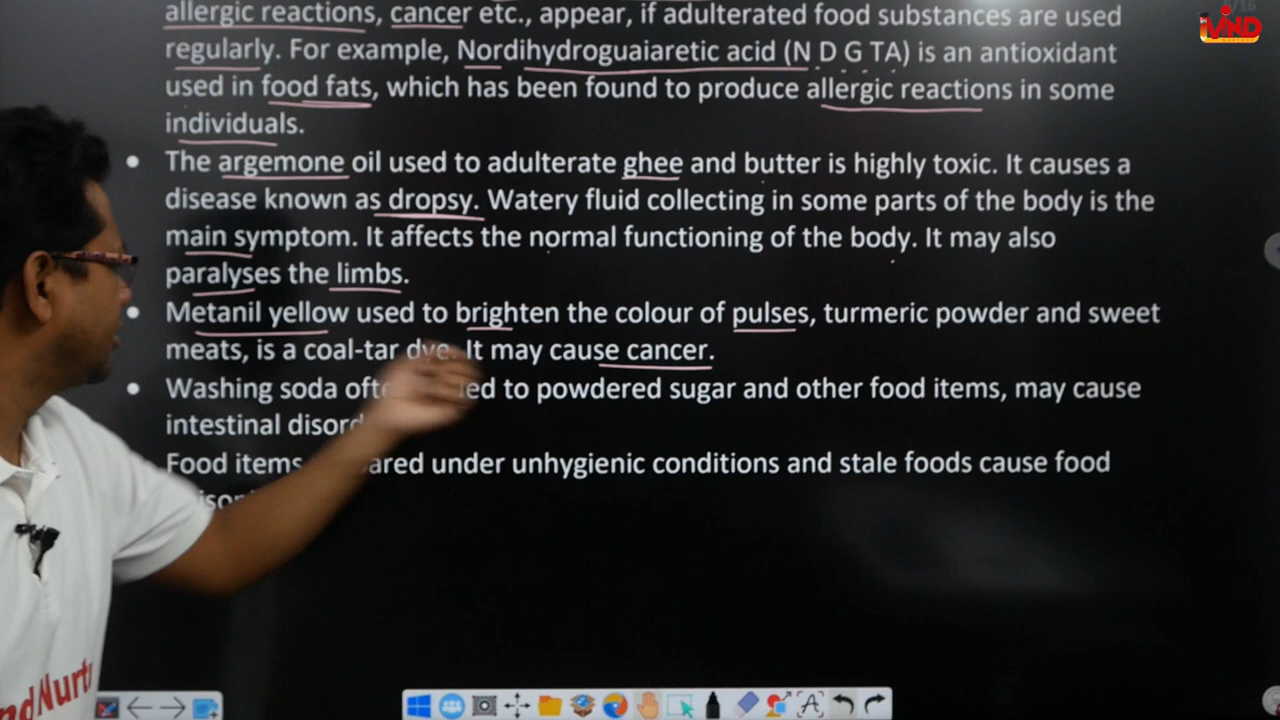 allergic reactions, cancer etc., appear, if adulterated food substances are used
regularly. For example, Nordihydroguaiaretic acid (N D G TA) is an antioxidant
used in food fats, which has been found to produce allergic reactions in some
individuals.
• The argemone oil used to adulterate ghee and butter is highly toxic. It causes a
disease known as dropsy. Watery fluid collecting in some parts of the body is the
main symptom. It affects the normal functioning of the body. It may also
paralyses the limbs.
• Metanil yellow used to brighten the colour of pulses, turmeric powder and sweet
meats, is a coal-tar dye. It may cause cancer.
• Washing soda to powdered sugar and other food items, may cause
intestinal
Food items under unhygienic conditions and stale foods cause food
/16
VND